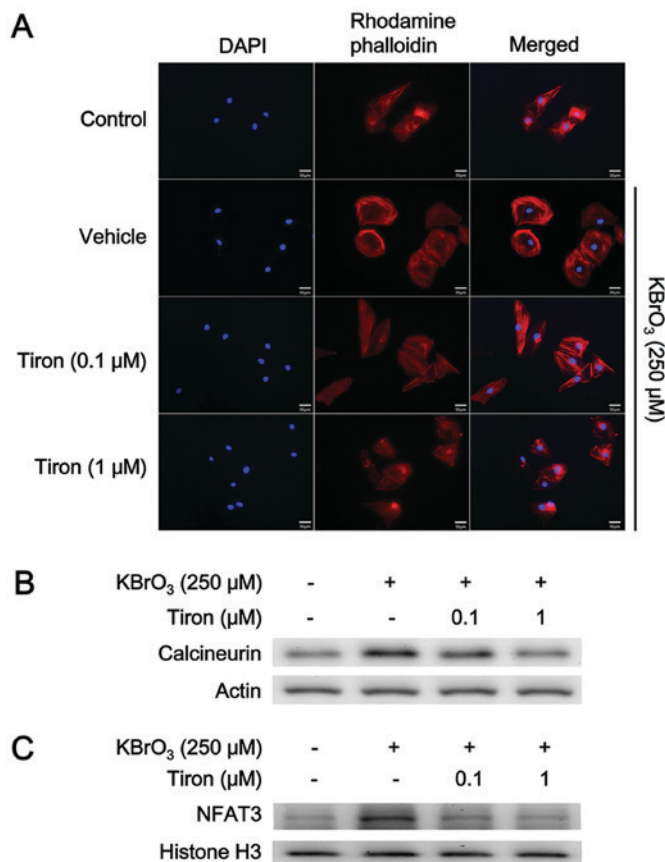 A
DAPI
Rhodamine
phalloidin
Merged
Control
Vehicle
Tiron (0.1 µM)
Tiron (1 µM)
KBrO₃ (250 µM)
B
KBrO₃ (250 µM) - + + +
Tiron (µM) - - 0.1 1
Calcineurin
Actin
C
KBrO₃ (250 µM) - + + +
Tiron (µM) - - 0.1 1
NFAT3
Histone H3